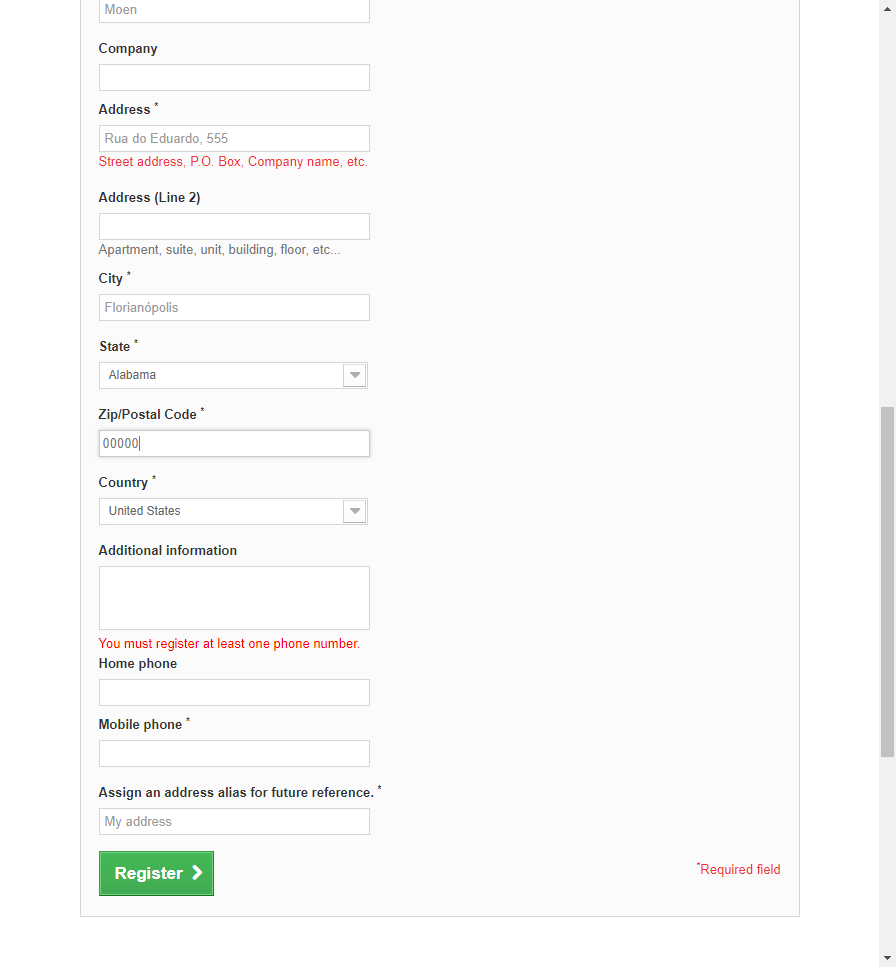 Moen
Company
Address *
Rua do Eduardo, 555
Street address, P.O. Box, Company name, etc.
Address (Line 2)
Apartment, suite, unit, building, floor, etc...
City *
Florianópolis
State *
Alabama
Zip/Postal Code *
00000
Country *
United States
Additional information
You must register at least one phone number.
Home phone
Mobile phone *
Assign an address alias for future reference. *
My address
Register
*Required field